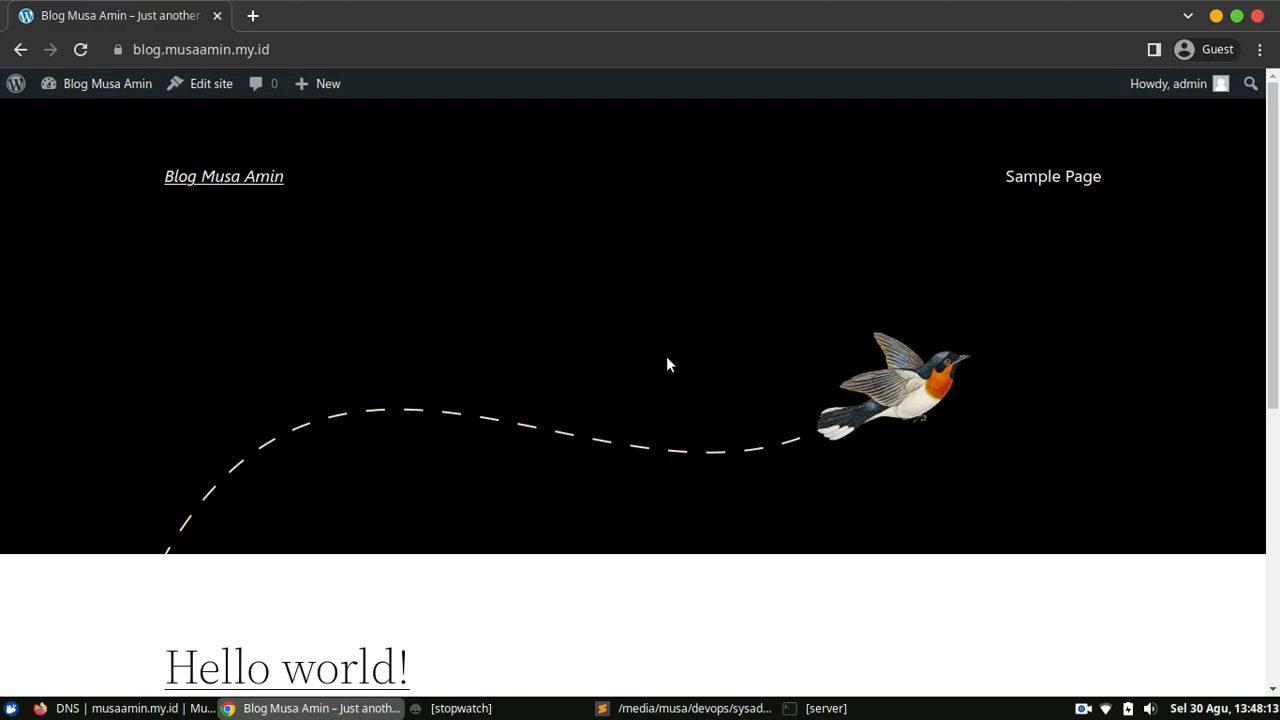 Blog Musa Amin – Just another
blog.musaamin.my.id
Guest
Blog Musa Amin
Edit site
0
New
Howdy, admin
Blog Musa Amin
Sample Page
Hello world!
DNS | musaamin.my.id | Mu...
Blog Musa Amin – Just anoth...
[stopwatch]
/media/musa/devops/sysad...
[server]
Sel 30 Agu, 13:48:13